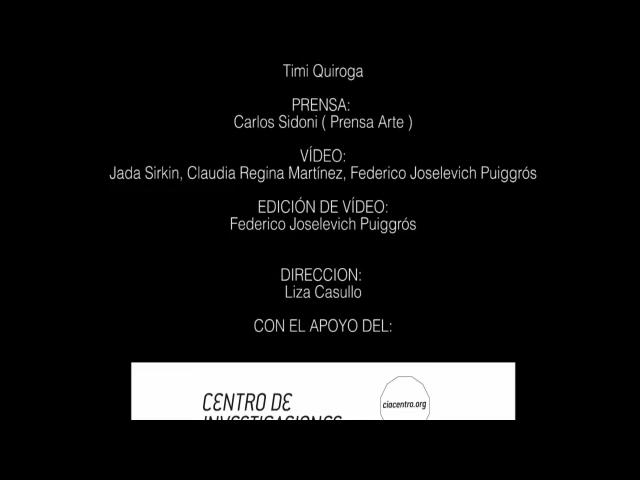 Timi Quiroga
PRENSA:
Carlos Sidoni ( Prensa Arte )
VÍDEO:
Jada Sirkin, Claudia Regina Martínez, Federico Joselevich Puiggrós
EDICIÓN DE VÍDEO:
Federico Joselevich Puiggrós
DIRECCION:
Liza Casullo
CON EL APOYO DEL:
CENTRO DE
INVESTIGACIONES
ciacentro.org